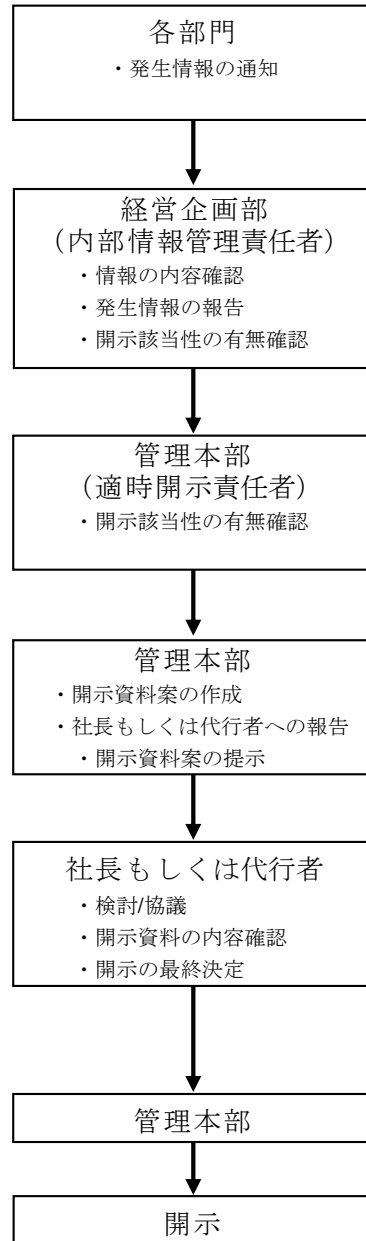 各部門
・発生情報の通知
経営企画部
（内部情報管理責任者）
・情報の内容確認
・発生情報の報告
・開示該当性の有無確認
管理本部
（適時開示責任者）
・開示該当性の有無確認
管理本部
・開示資料案の作成
・社長もしくは代行者への報告
・開示資料案の提示
社長もしくは代行者
・検討/協議
・開示資料の内容確認
・開示の最終決定
管理本部
開示